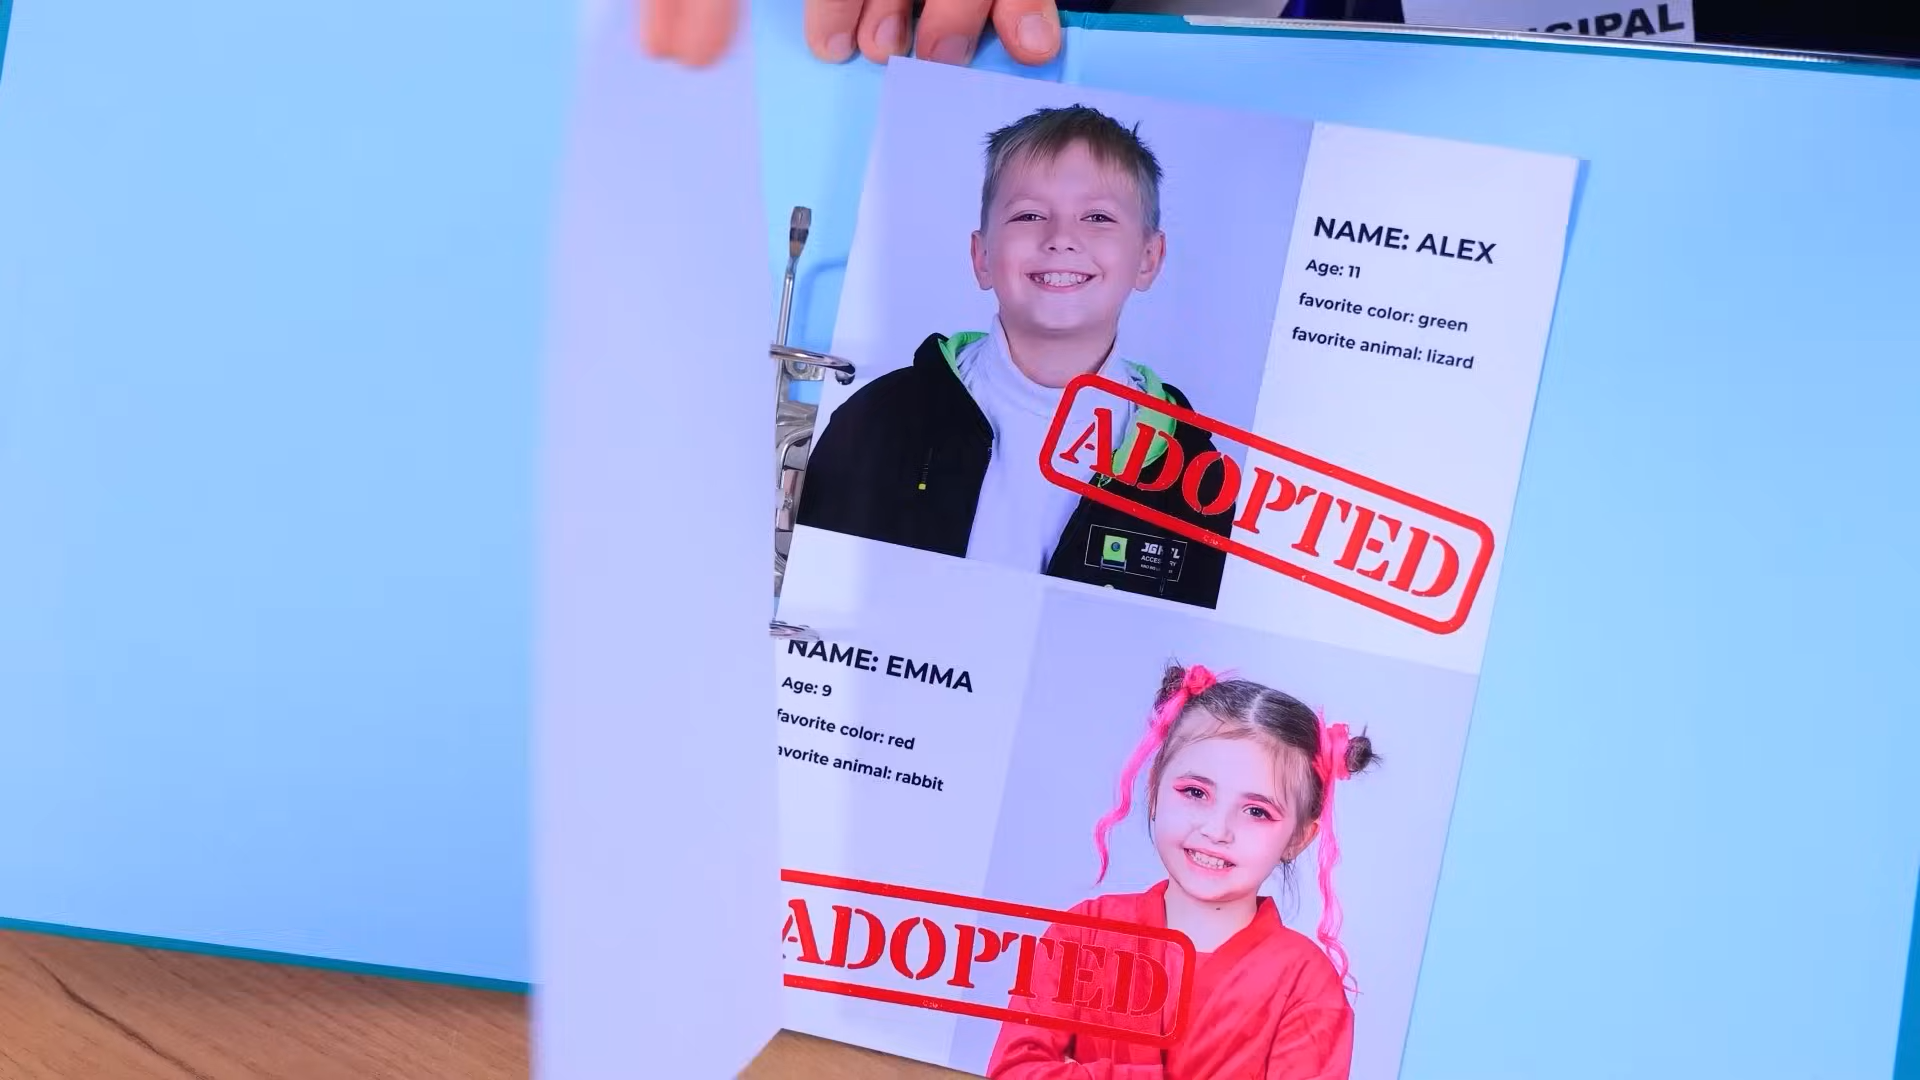 NAME: ALEX
Age: 11
favorite color: green
favorite animal: lizard
ADOPTED
NAME: EMMA
Age: 9
favorite color: red
avorite animal: rabbit
ADOPTED